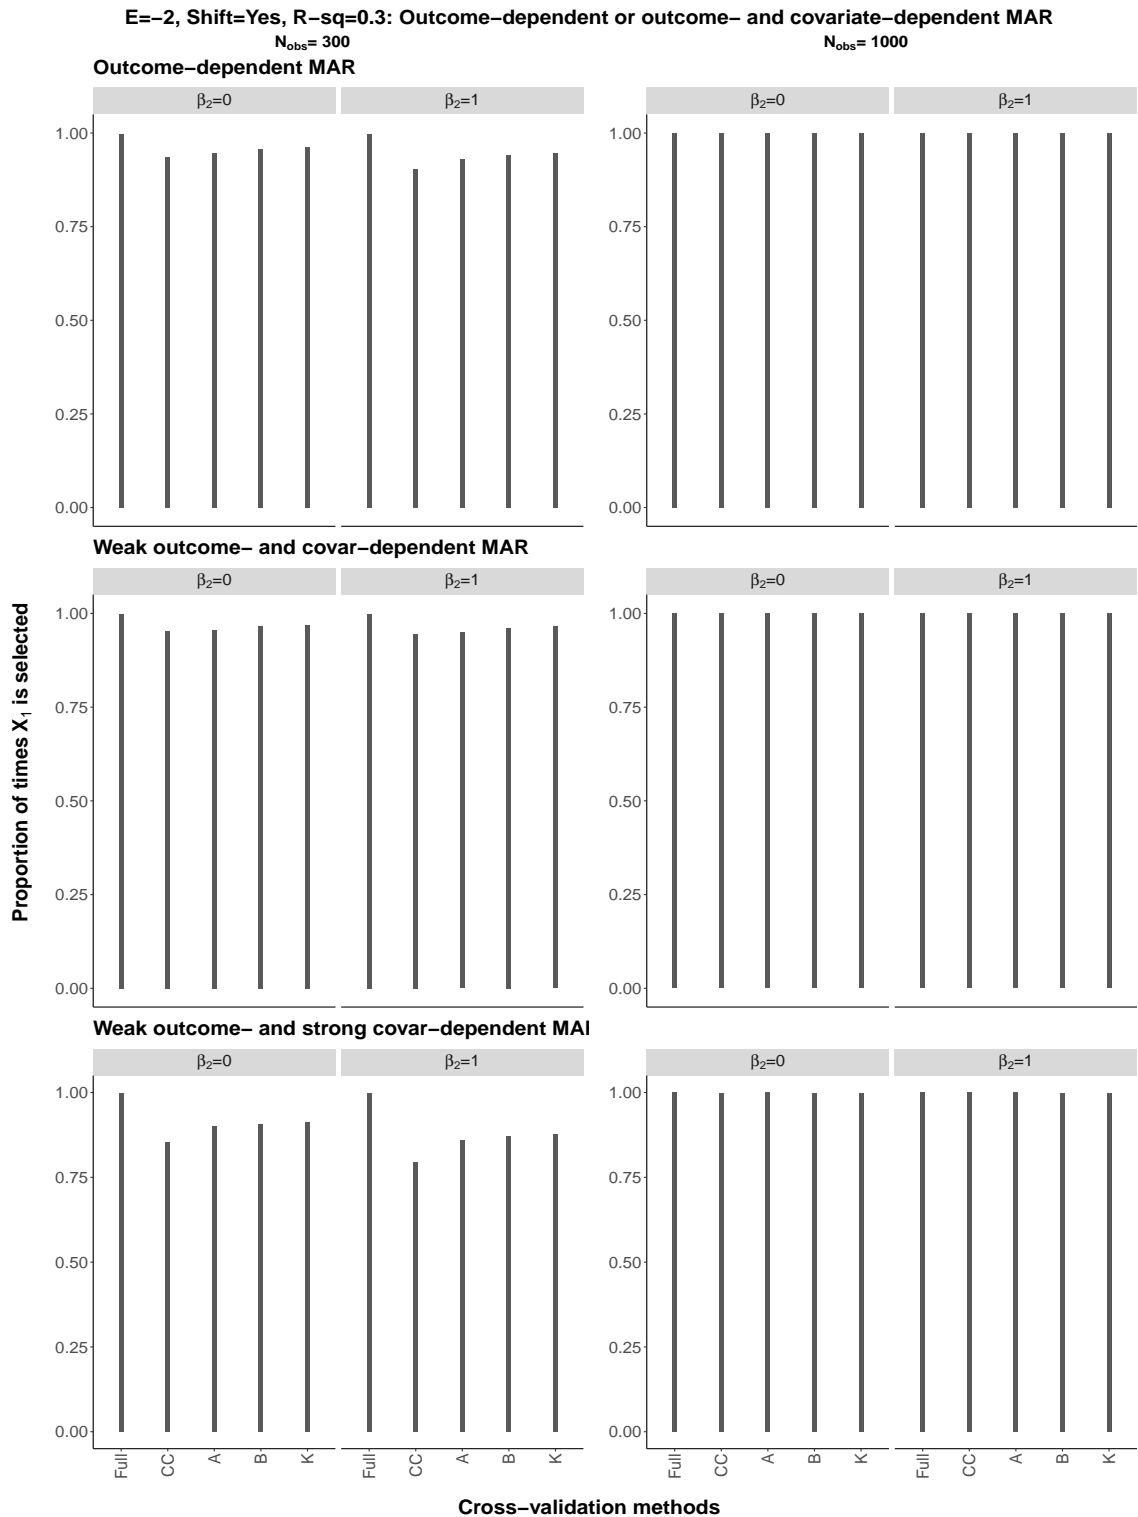 E=−2, Shift=Yes, R−sq=0.3: Outcome−dependent or outcome− and covariate−dependent MAR
Nobs= 300
Nobs= 1000
Outcome−dependent MAR
β2=0
β2=1
β2=0
β2=1
1.00
0.75
0.50
0.25
0.00
1.00
0.75
0.50
0.25
0.00
Weak outcome− and covar−dependent MAR
β2=0
β2=1
β2=0
β2=1
1.00
0.75
0.50
0.25
0.00
1.00
0.75
0.50
0.25
0.00
Proportion of times X1 is selected
Weak outcome− and strong covar−dependent MAI
β2=0
β2=1
β2=0
β2=1
1.00
0.75
0.50
0.25
0.00
1.00
0.75
0.50
0.25
0.00
Full CC A B K
Full CC A B K
Full CC A B K
Full CC A B K
Cross−validation methods